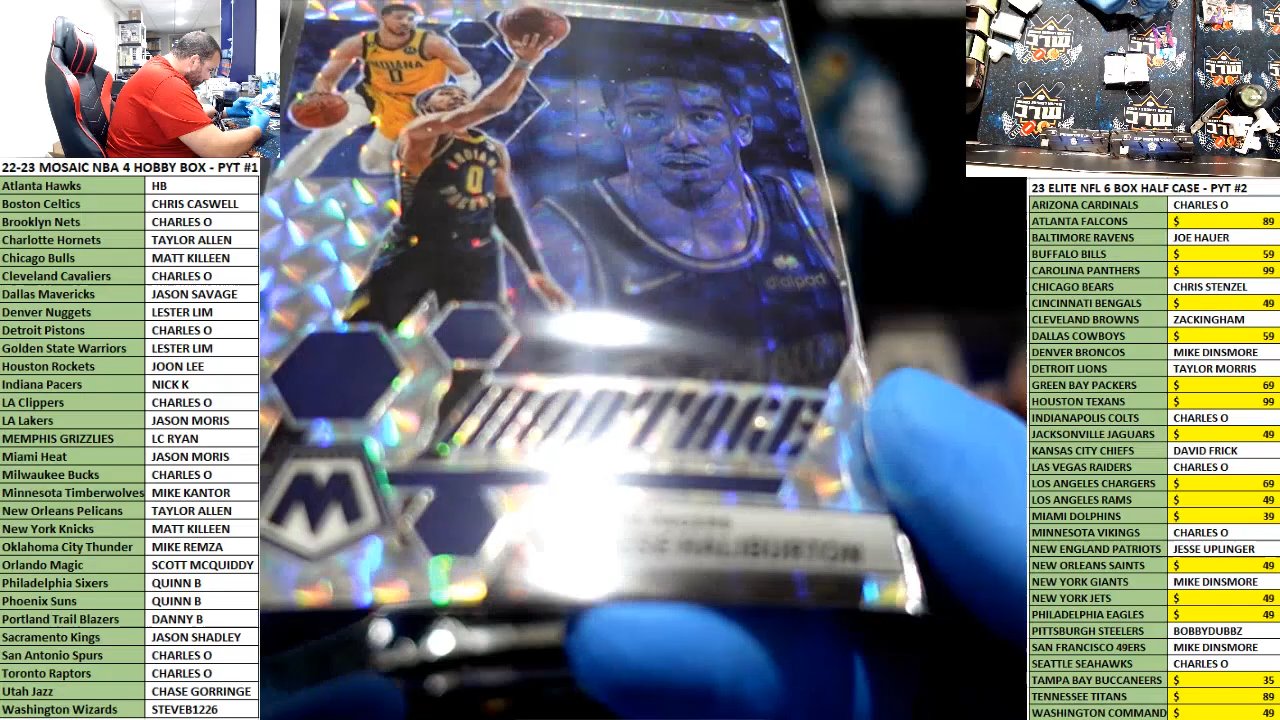 22-23 MOSAIC NBA 4 HOBBY BOX - PYT #1
Atlanta Hawks HB
Boston Celtics CHRIS CASWELL
Brooklyn Nets CHARLES O
Charlotte Hornets TAYLOR ALLEN
Chicago Bulls MATT KILLEEN
Cleveland Cavaliers CHARLES O
Dallas Mavericks JASON SAVAGE
Denver Nuggets LESTER LIM
Detroit Pistons CHARLES O
Golden State Warriors LESTER LIM
Houston Rockets JOON LEE
Indiana Pacers NICK K
LA Clippers CHARLES O
LA Lakers JASON MORIS
MEMPHIS GRIZZLIES LC RYAN
Miami Heat JASON MORIS
Milwaukee Bucks CHARLES O
Minnesota Timberwolves MIKE KANTOR
New Orleans Pelicans TAYLOR ALLEN
New York Knicks MATT KILLEEN
Oklahoma City Thunder MIKE REMZA
Orlando Magic SCOTT MCQUIDDY
Philadelphia Sixers QUINN B
Phoenix Suns QUINN B
Portland Trail Blazers DANNY B
Sacramento Kings JASON SHADLEY
San Antonio Spurs CHARLES O
Toronto Raptors CHARLES O
Utah Jazz CHASE GORRINGE
Washington Wizards STEVEB1226
INDIANA
0
INDIANA
0
digipad
M
HALIBURTON
23 ELITE NFL 6 BOX HALF CASE - PYT #2
ARIZONA CARDINALS CHARLES O
ATLANTA FALCONS $ 89
BALTIMORE RAVENS JOE HAUER
BUFFALO BILLS $ 59
CAROLINA PANTHERS $ 99
CHICAGO BEARS CHRIS STENZEL
CINCINNATI BENGALS $ 49
CLEVELAND BROWNS ZACKINGHAM
DALLAS COWBOYS $ 59
DENVER BRONCOS MIKE DINSMORE
DETROIT LIONS TAYLOR MORRIS
GREEN BAY PACKERS $ 69
HOUSTON TEXANS $ 99
INDIANAPOLIS COLTS CHARLES O
JACKSONVILLE JAGUARS $ 49
KANSAS CITY CHIEFS DAVID FRICK
LAS VEGAS RAIDERS CHARLES O
LOS ANGELES CHARGERS $ 69
LOS ANGELES RAMS $ 49
MIAMI DOLPHINS $ 39
MINNESOTA VIKINGS CHARLES O
NEW ENGLAND PATRIOTS JESSE UPLINGER
NEW ORLEANS SAINTS $ 49
NEW YORK GIANTS MIKE DINSMORE
NEW YORK JETS $ 49
PHILADELPHIA EAGLES $ 49
PITTSBURGH STEELERS BOBBYDUBBZ
SAN FRANCISCO 49ERS MIKE DINSMORE
SEATTLE SEAHAWKS CHARLES O
TAMPA BAY BUCCANEERS $ 35
TENNESSEE TITANS $ 89
WASHINGTON COMMAND $ 49